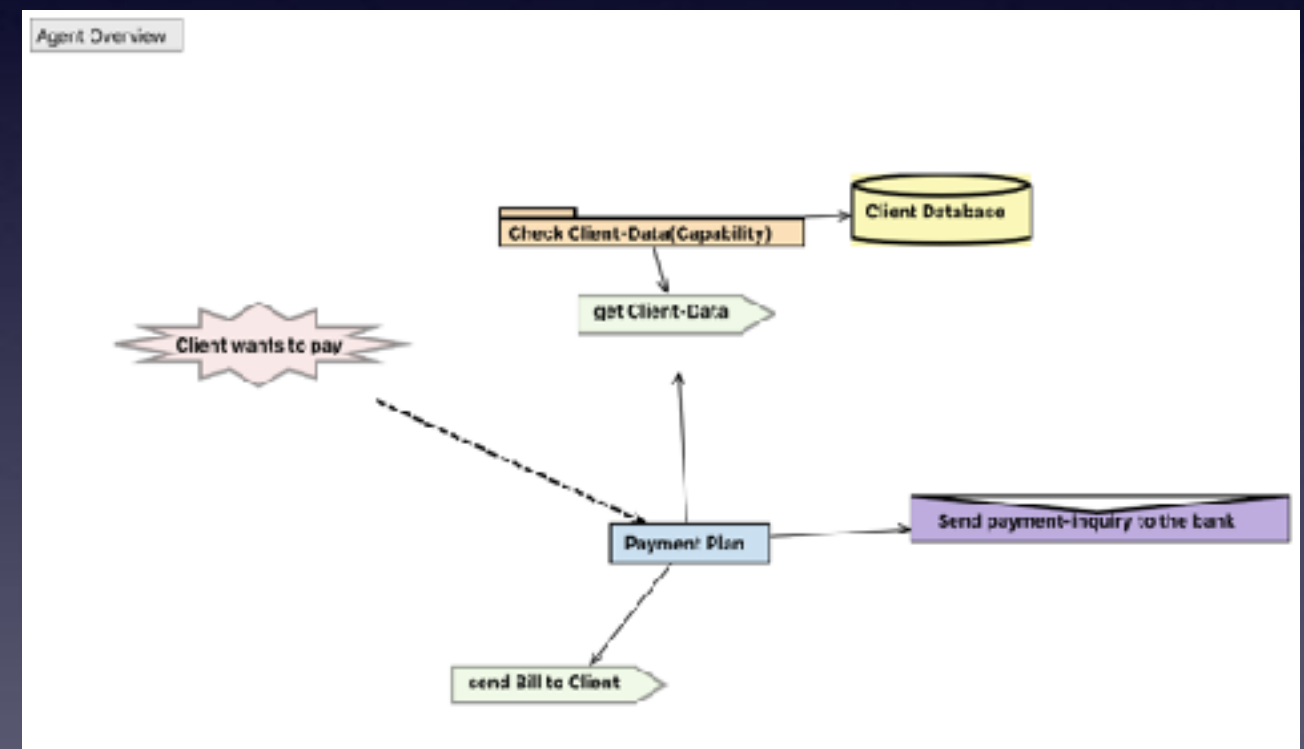 Agent Overview
Client Database
Check Client-Data(Capability)
get Client-Data
Client wants to pay
Send payment-inquiry to the bank
Payment Plan
send Bill to Client